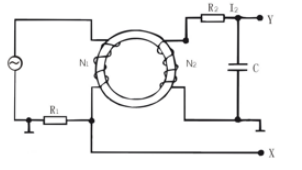 R₂ I₂ Y
N₁ N₂ C
R₁
X